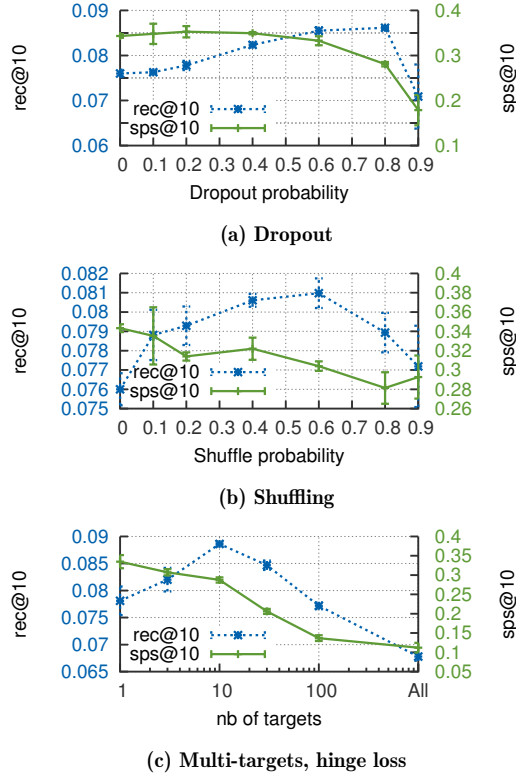 0.09
0.08
0.07
0.06
rec@10
0.4
0.3
0.2
0.1
sps@10
rec@10
sps@10
0 0.1 0.2 0.3 0.4 0.5 0.6 0.7 0.8 0.9
Dropout probability
(a) Dropout
0.082
0.081
0.08
0.079
0.078
0.077
0.076
0.075
rec@10
0.4
0.38
0.36
0.34
0.32
0.3
0.28
0.26
sps@10
rec@10
sps@10
0 0.1 0.2 0.3 0.4 0.5 0.6 0.7 0.8 0.9
Shuffle probability
(b) Shuffling
0.09
0.085
0.08
0.075
0.07
0.065
rec@10
0.4
0.35
0.3
0.25
0.2
0.15
0.1
0.05
sps@10
rec@10
sps@10
1 10 100 All
nb of targets
(c) Multi-targets, hinge loss